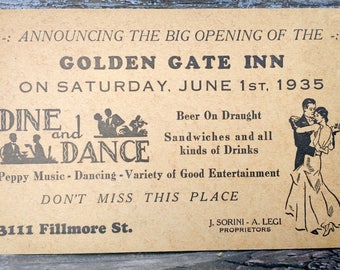 -: ANNOUNCING THE BIG OPENING OF THE -:
GOLDEN GATE INN
ON SATURDAY, JUNE 1ST, 1935
DINE
and
DANCE
Beer On Draught
Sandwiches and all
kinds of Drinks
Peppy Music - Dancing - Variety of Good Entertainment
DON'T MISS THIS PLACE
3111 Fillmore St.
J. SORINI - A. LEGI
PROPRIETORS